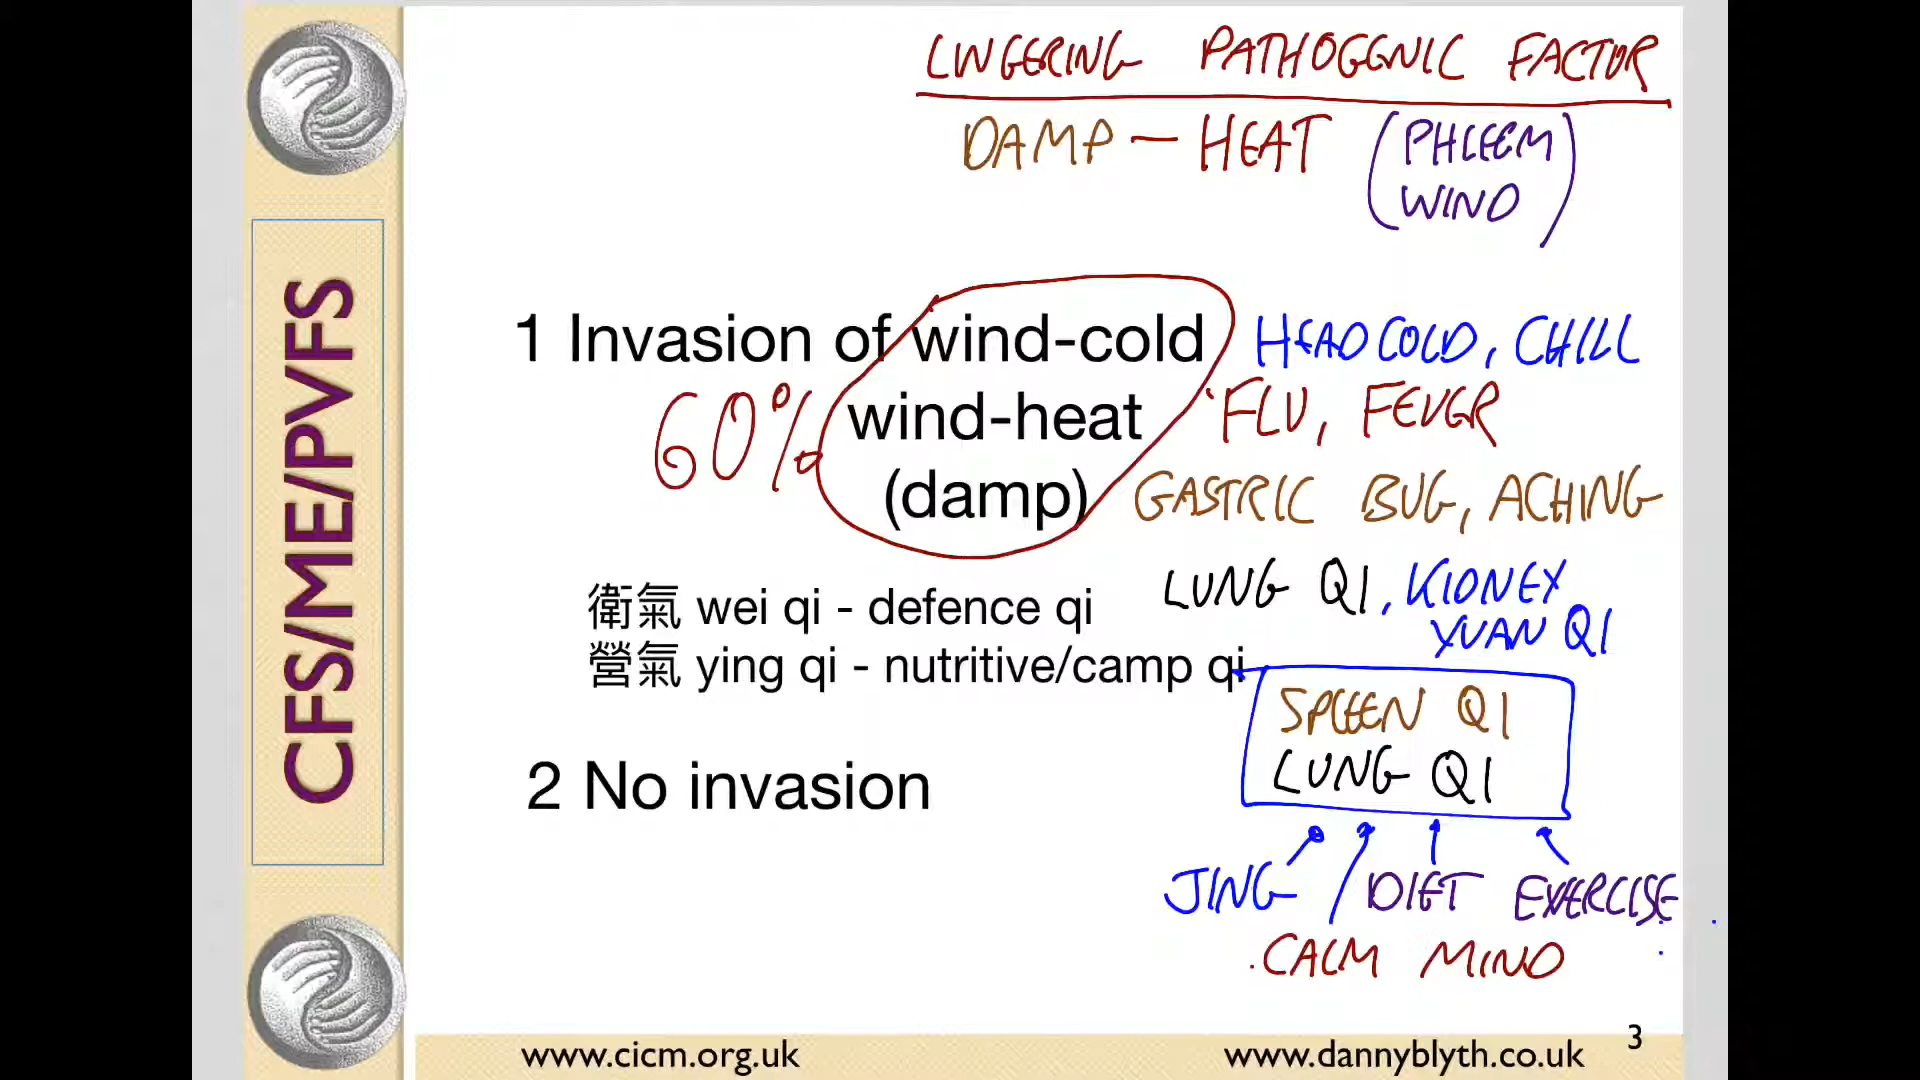 LINGERING PATHOGENIC FACTOR
DAMP - HEAT (PHLEGM
WIND)
CFS/ME/PVFS
1 Invasion of wind-cold HEADCOLD, CHILL
60% wind-heat FLU, FEVER
(damp) GASTRIC BUG, ACHING
衛氣 wei qi - defence qi LUNG QI, KIDNEY
YUAN QI
營氣 ying qi - nutritive/camp qi
SPLEEN QI
LUNG QI
2 No invasion
JING / DIET EXERCISE
CALM MIND
www.cicm.org.uk www.dannyblyth.co.uk 3